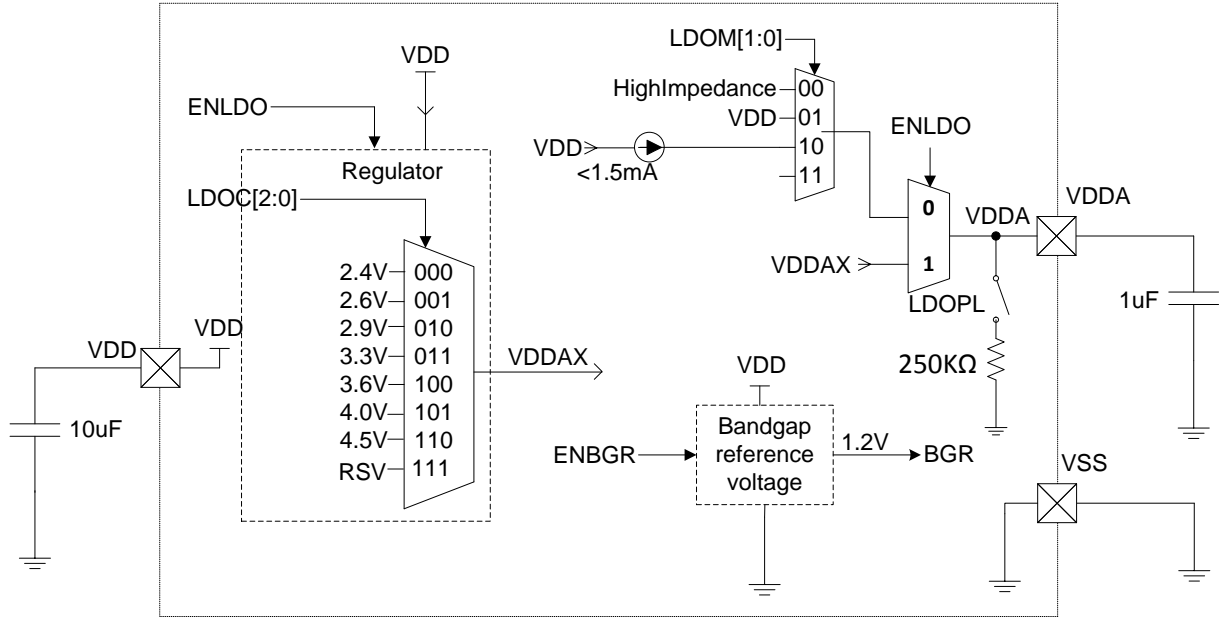 LDOM[1:0]
VDD
HighImpedance
00
ENLDO
VDD
01
ENLDO
VDD
10
<1.5mA
11
Regulator
LDOC[2:0]
0
VDDA
VDDA
VDDAX
1
2.4V
000
LDOPL
1uF
2.6V
001
2.9V
010
VDD
VDD
3.3V
011
VDDAX
250KΩ
3.6V
100
VDD
4.0V
101
10uF
4.5V
110
RSV
111
Bandgap
reference
voltage
ENBGR
1.2V
BGR
VSS